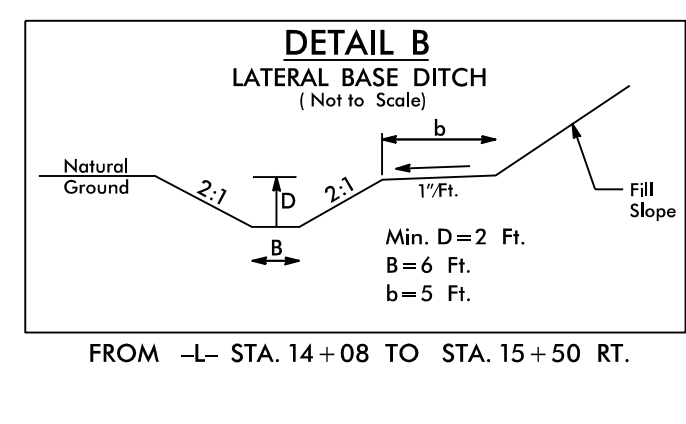 DETAIL B
LATERAL BASE DITCH
( Not to Scale)
b
Natural
Ground
2:1
D
2:1
1"/Ft.
Fill
Slope
B
Min. D=2 Ft.
B=6 Ft.
b=5 Ft.
FROM -L- STA. 14+08 TO STA. 15+50 RT.